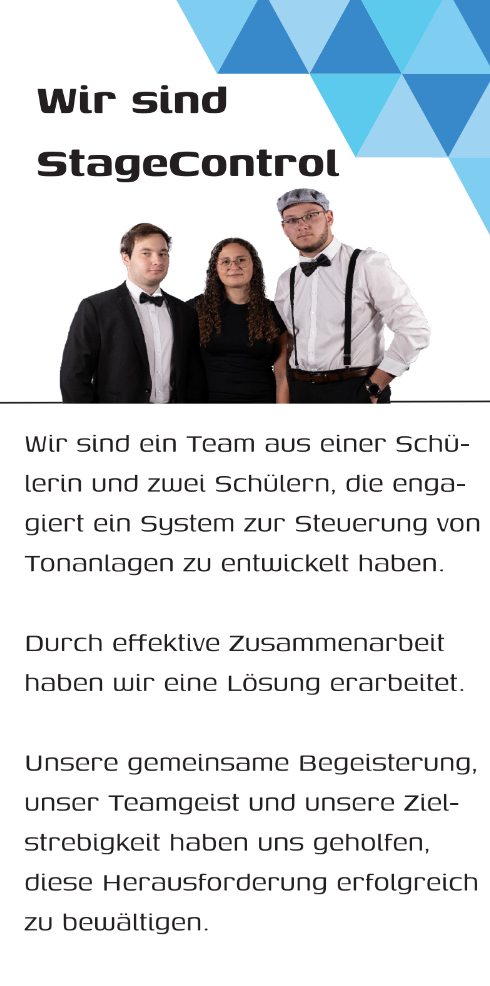 Wir sind
StageControl
Wir sind ein Team aus einer Schü-
lerin und zwei Schülern, die enga-
giert ein System zur Steuerung von
Tonanlagen zu entwickelt haben.
Durch effektive Zusammenarbeit
haben wir eine Lösung erarbeitet.
Unsere gemeinsame Begeisterung,
unser Teamgeist und unsere Ziel-
strebigkeit haben uns geholfen,
diese Herausforderung erfolgreich
zu bewältigen.